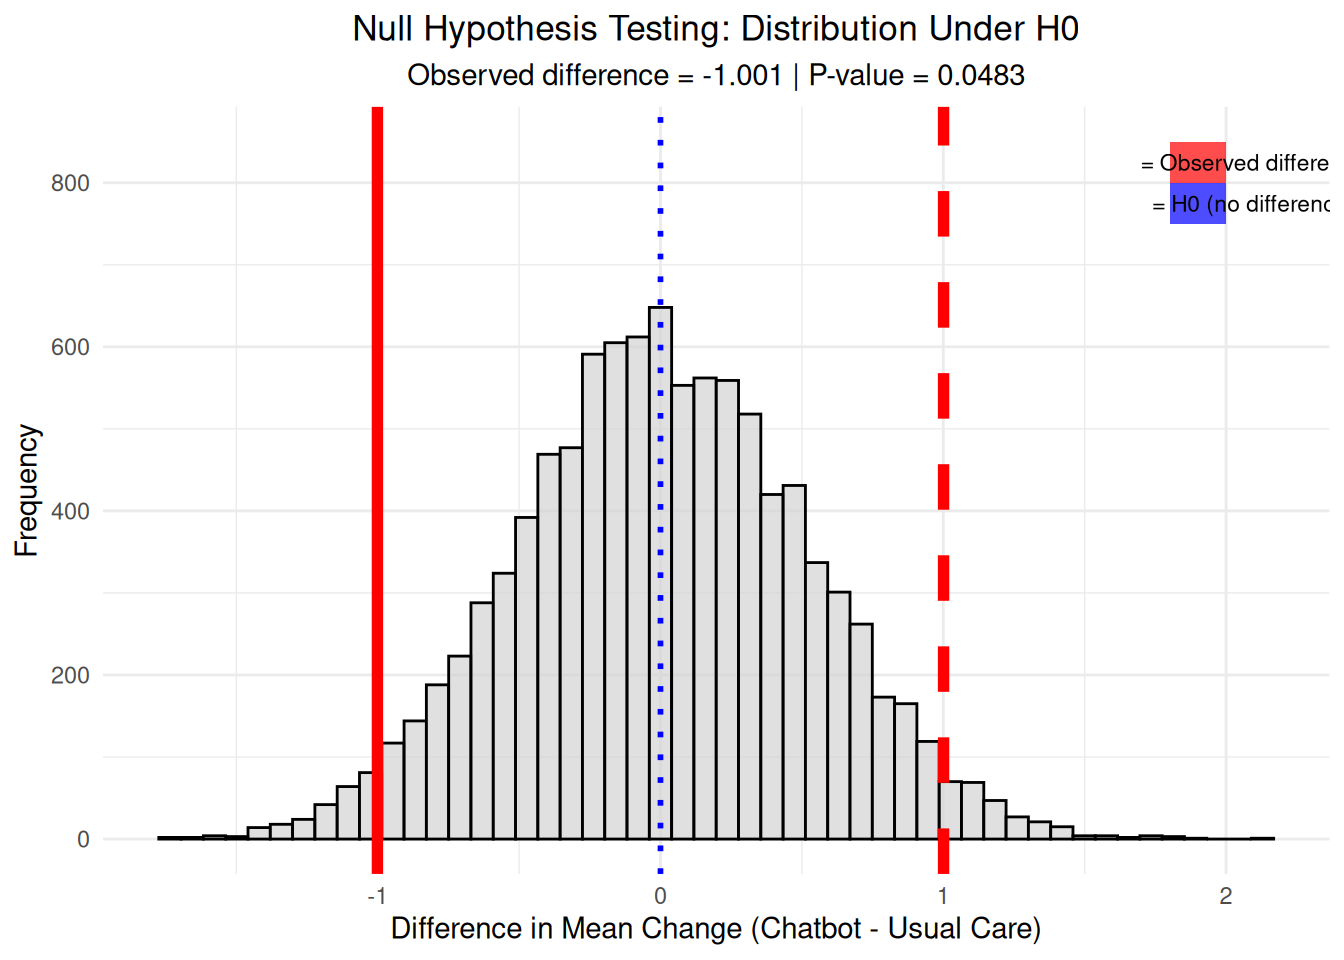 Null Hypothesis Testing: Distribution Under H0
Observed difference = -1.001 | P-value = 0.0483
= Observed differe
= H0 (no differenc
800
600
400
200
0
Frequency
-1 0 1 2
Difference in Mean Change (Chatbot - Usual Care)